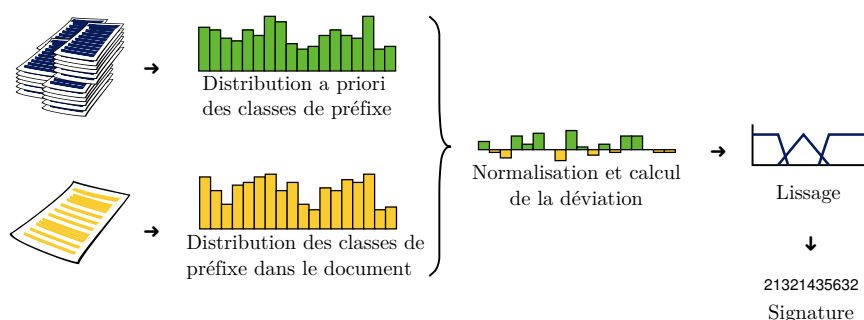 Distribution a priori
des classes de préfixe
Distribution des classes de
préfixe dans le document
Normalisation et calcul
de la déviation
Lissage
21321435632
Signature